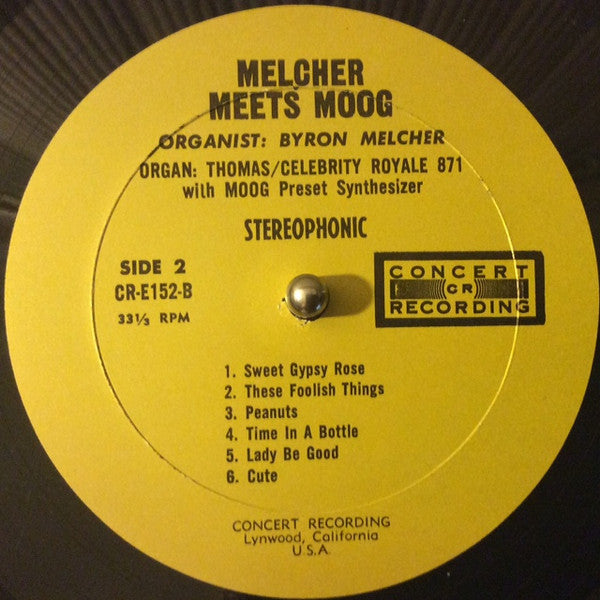 MELCHER
MEETS MOOG
ORGANIST: BYRON MELCHER
ORGAN: THOMAS/CELEBRITY ROYALE 871
with MOOG Preset Synthesizer
STEREOPHONIC
SIDE 2
CR-E152-B
33⅓ RPM
CONCERT
CR
RECORDING
1. Sweet Gypsy Rose
2. These Foolish Things
3. Peanuts
4. Time In A Bottle
5. Lady Be Good
6. Cute
CONCERT RECORDING
Lynwood, California
U.S.A.